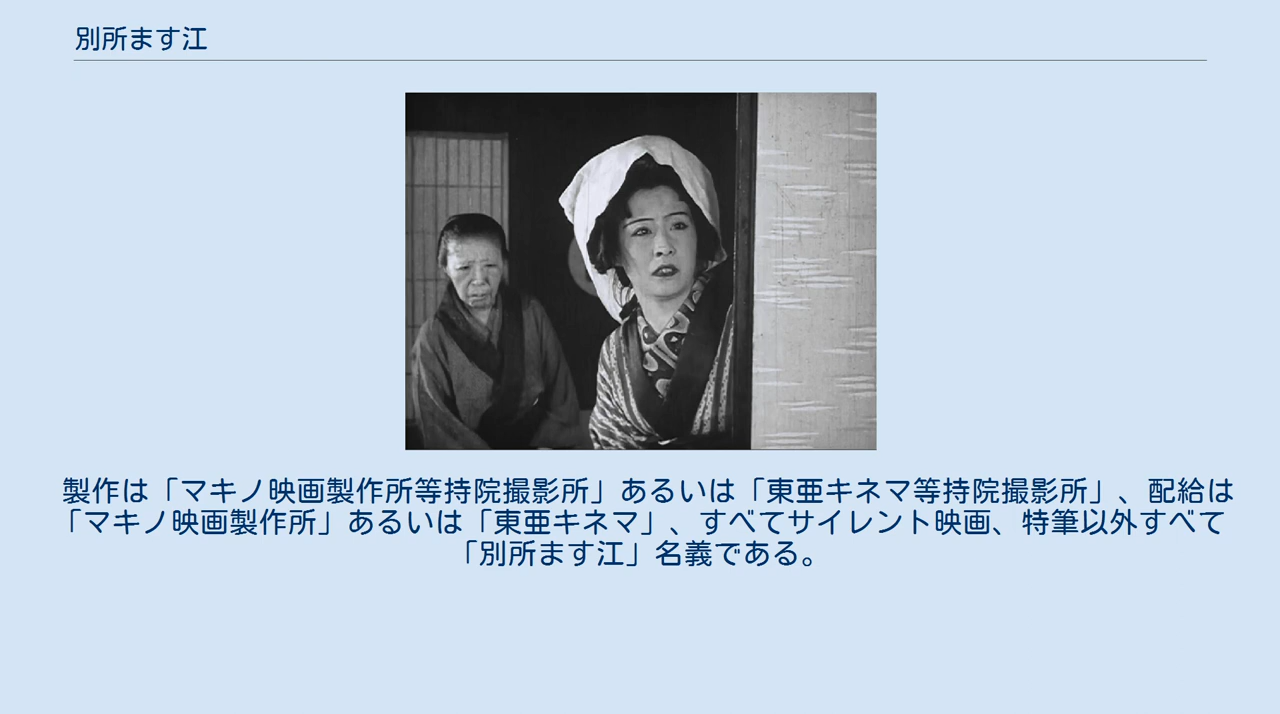 別所ます江
製作は「マキノ映画製作所等持院撮影所」あるいは「東亜キネマ等持院撮影所」、配給は
「マキノ映画製作所」あるいは「東亜キネマ」、すべてサイレント映画、特筆以外すべて
「別所ます江」名義である。